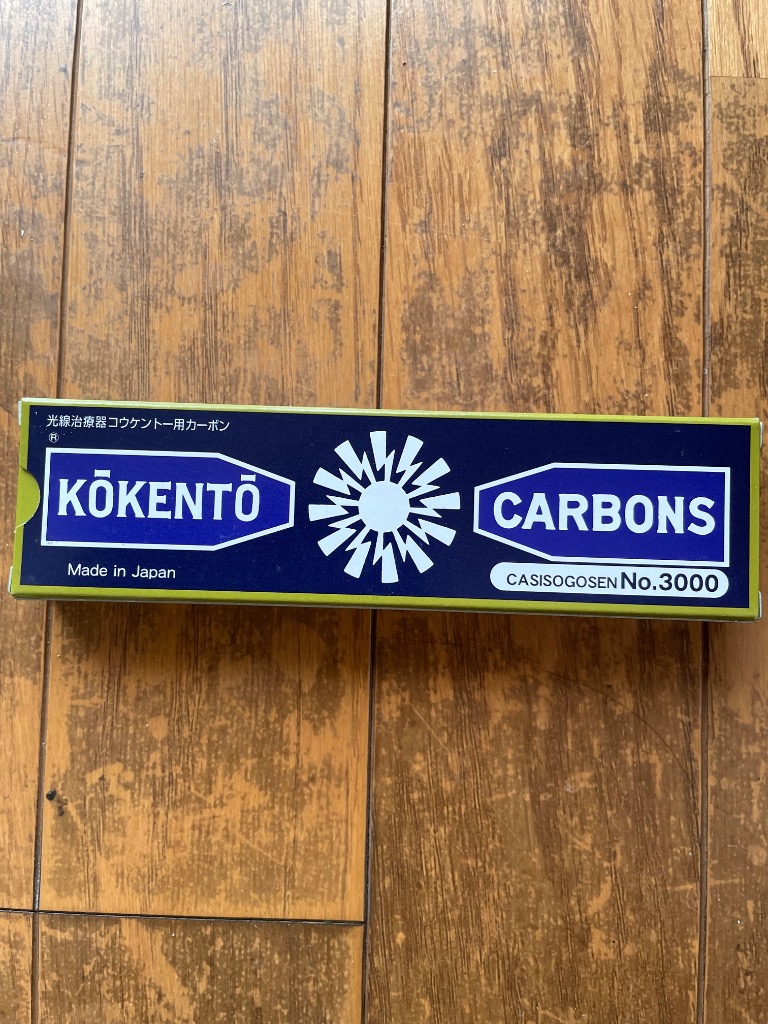 光線治療器コウケントー用カーボン
®
KŌKENTŌ
CARBONS
Made in Japan
CASISOGOSEN No.3000